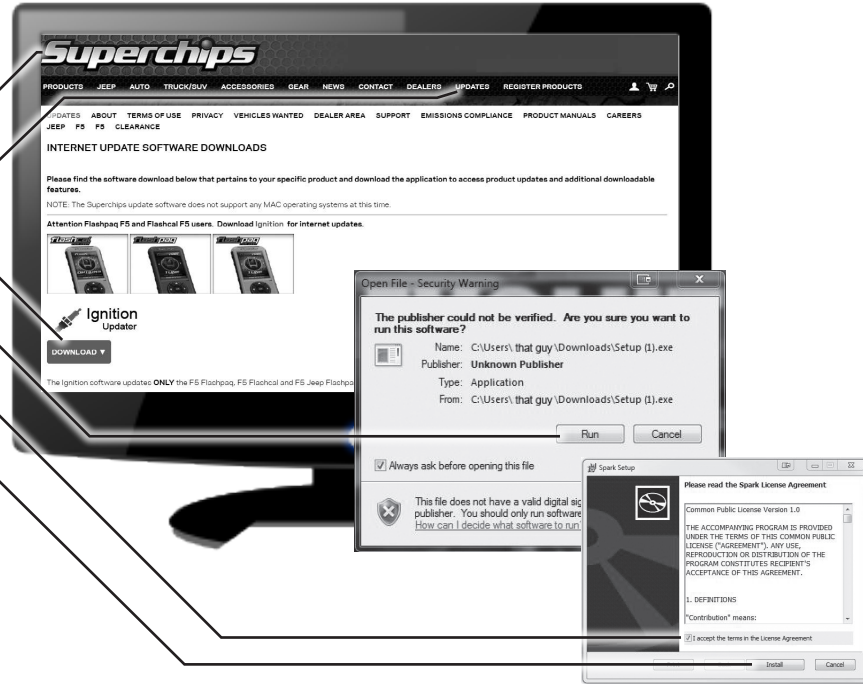 Superchips
PRODUCTS JEEP AUTO TRUCK/SUV ACCESSORIES GEAR NEWS CONTACT DEALERS UPDATES REGISTER PRODUCTS
UPDATES ABOUT TERMS OF USE PRIVACY VEHICLES WANTED DEALER AREA SUPPORT EMISSIONS COMPLIANCE PRODUCT MANUALS CAREERS
JEEP F5 F5 CLEARANCE
INTERNET UPDATE SOFTWARE DOWNLOADS
Please find the software download below that pertains to your specific product and download the application to access product updates and additional downloadable
features.
NOTE: The Superchips update software does not support any MAC operating systems at this time.
Attention Flashpaq F5 and Flashcal F5 users. Download Ignition for internet updates.
flashcal flashpaq flashpaq
Ignition
Updater
DOWNLOAD ▼
The Ignition software updates ONLY the F5 Flashpaq, F5 Flashcal and F5 Jeep Flashpa
Open File - Security Warning
The publisher could not be verified. Are you sure you want to
run this software?
Name: C:\Users\ that guy \Downloads\Setup (1).exe
Publisher: Unknown Publisher
Type: Application
From: C:\Users\ that guy \Downloads\Setup (1).exe
Run Cancel
Always ask before opening this file
This file does not have a valid digital sig
publisher. You should only run software
How can I decide what software to run
Spark Setup
Please read the Spark License Agreement
Common Public License Version 1.0
THE ACCOMPANYING PROGRAM IS PROVIDED
UNDER THE TERMS OF THIS COMMON PUBLIC
LICENSE ("AGREEMENT"). ANY USE,
REPRODUCTION OR DISTRIBUTION OF THE
PROGRAM CONSTITUTES RECIPIENT'S
ACCEPTANCE OF THIS AGREEMENT.
1. DEFINITIONS
"Contribution" means:
I accept the terms in the License Agreement
Install Cancel